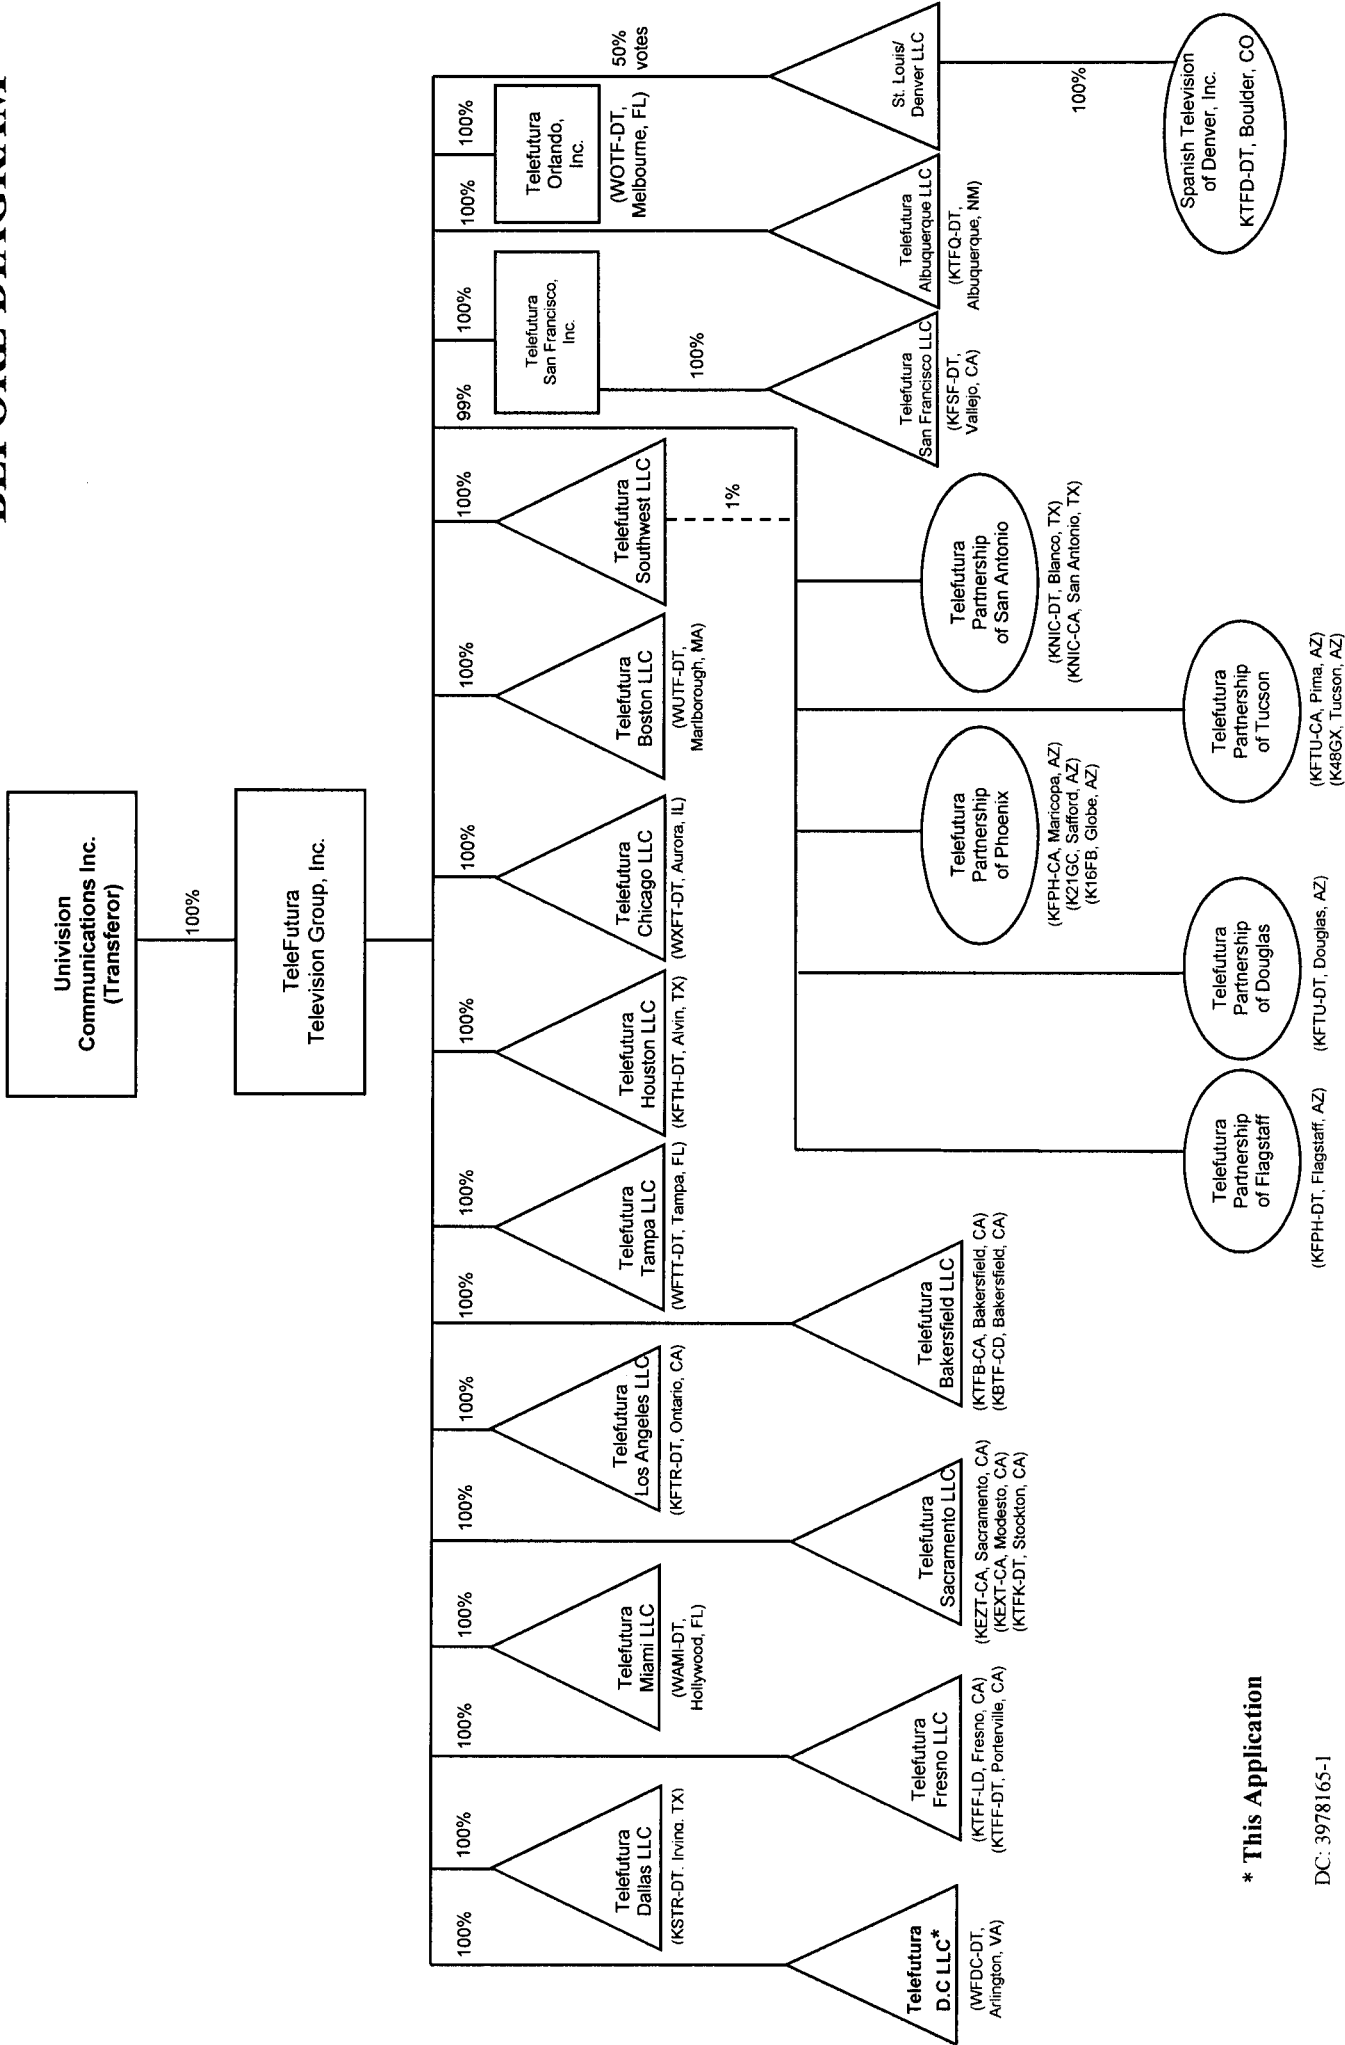 BEFORE DIAGRAM
Univision
Communications Inc.
(Transferor)
100%
TeleFutura
Television Group, Inc.
100%
Telefutura
D.C LLC*
(WFDC-DT,
Arlington, VA)
100%
Telefutura
Dallas LLC
(KSTR-DT. Irving. TX)
100%
Telefutura
Fresno LLC
(KTFF-LD, Fresno, CA)
(KTFF-DT, Porterville, CA)
100%
Telefutura
Miami LLC
(WAMI-DT,
Hollywood, FL)
100%
Telefutura
Sacramento LLC
(KEZT-CA, Sacramento, CA)
(KEXT-CA, Modesto, CA)
(KTFK-DT, Stockton, CA)
100%
Telefutura
Los Angeles LLC
(KFTR-DT, Ontario, CA)
100%
Telefutura
Bakersfield LLC
(KTFB-CA, Bakersfield, CA)
(KBTF-CD, Bakersfield, CA)
100%
Telefutura
Tampa LLC
(WFTT-DT, Tampa, FL)
100%
Telefutura
Houston LLC
(KFTH-DT, Alvin, TX)
100%
Telefutura
Chicago LLC
(WXFT-DT, Aurora, IL)
100%
Telefutura
Boston LLC
(WUTF-DT,
Marlborough, MA)
100%
Telefutura
Southwest LLC
1%
99%
Telefutura
Partnership
of Flagstaff
(KFPH-DT, Flagstaff, AZ)
Telefutura
Partnership
of Douglas
(KFTU-DT, Douglas, AZ)
Telefutura
Partnership
of Phoenix
(KFPH-CA, Maricopa, AZ)
(K21GC, Safford, AZ)
(K16FB, Globe, AZ)
Telefutura
Partnership
of Tucson
(KFTU-CA, Pima, AZ)
(K48GX, Tucson, AZ)
Telefutura
Partnership
of San Antonio
(KNIC-DT, Blanco, TX)
(KNIC-CA, San Antonio, TX)
100%
Telefutura
San Francisco,
Inc.
100%
Telefutura
San Francisco LLC
(KFSF-DT,
Vallejo, CA)
100%
Telefutura
Albuquerque LLC
(KTFQ-DT,
Albuquerque, NM)
100%
Telefutura
Orlando,
Inc.
(WOTF-DT,
Melbourne, FL)
50%
votes
St. Louis/
Denver LLC
100%
Spanish Television
of Denver, Inc.
KTFD-DT, Boulder, CO
* This Application
DC: 3978165-1